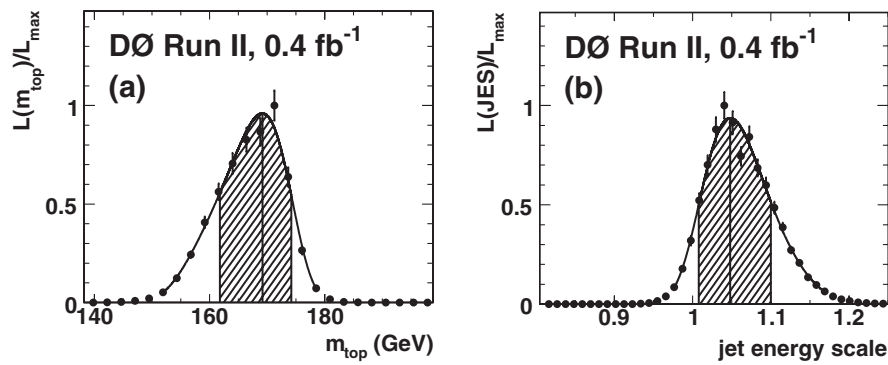 DØ Run II, 0.4 fb⁻¹
(a)
L(m_top)/L_max
1
0.5
0
140 160 180
m_top (GeV)
DØ Run II, 0.4 fb⁻¹
(b)
L(JES)/L_max
1
0.5
0
0.9 1 1.1 1.2
jet energy scale